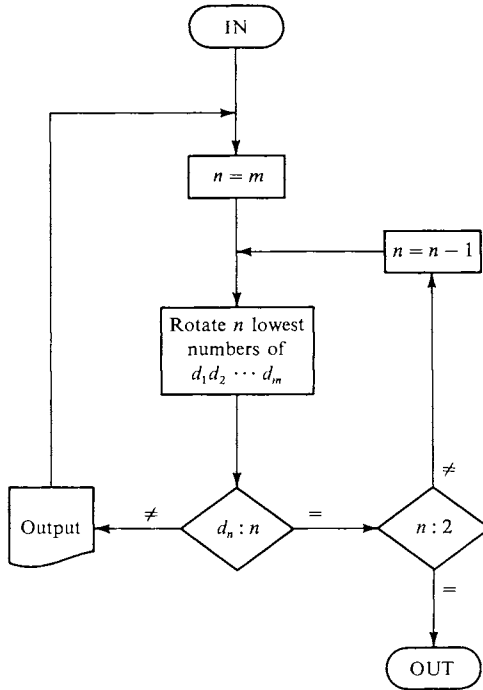 IN
n = m
n = n − 1
Rotate n lowest
numbers of
d₁d₂ ··· dₘ
≠
Output
≠
dₙ : n
=
n : 2
=
OUT